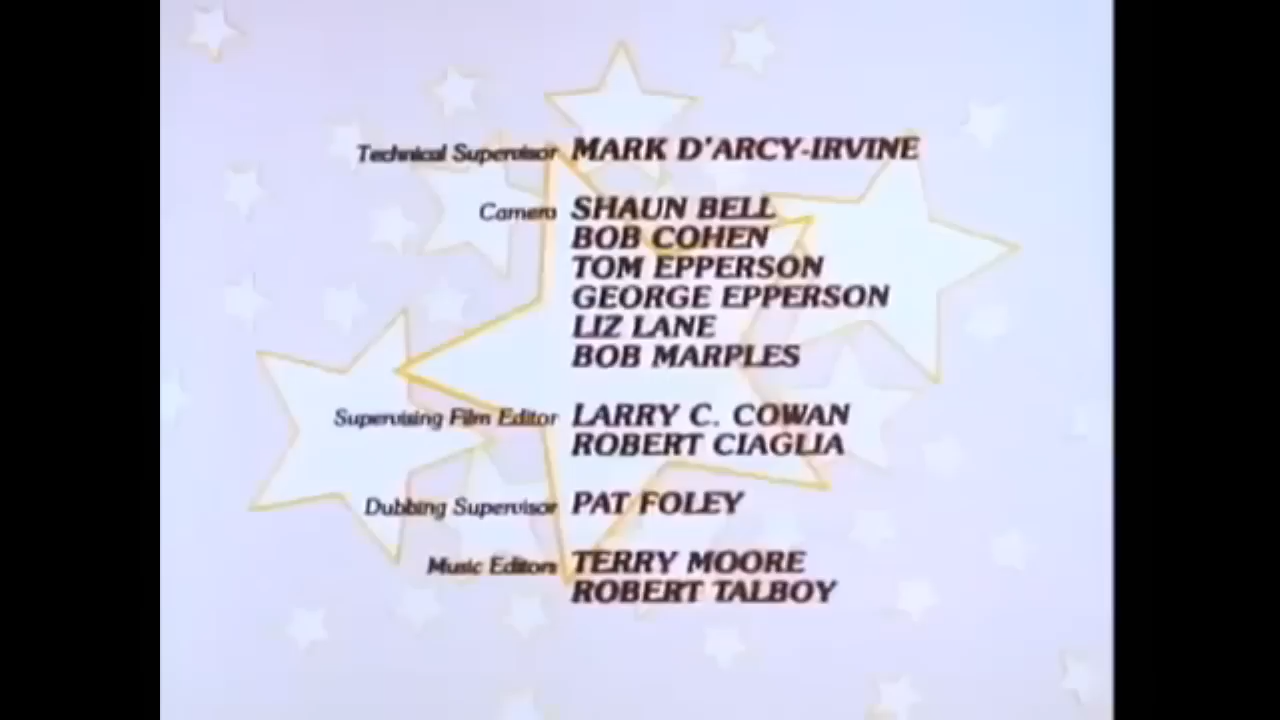 Technical Supervisor MARK D'ARCY-IRVINE
Camera SHAUN BELL
BOB COHEN
TOM EPPERSON
GEORGE EPPERSON
LIZ LANE
BOB MARPLES
Supervising Film Editor LARRY C. COWAN
ROBERT CIAGLIA
Dubbing Supervisor PAT FOLEY
Music Editors TERRY MOORE
ROBERT TALBOY